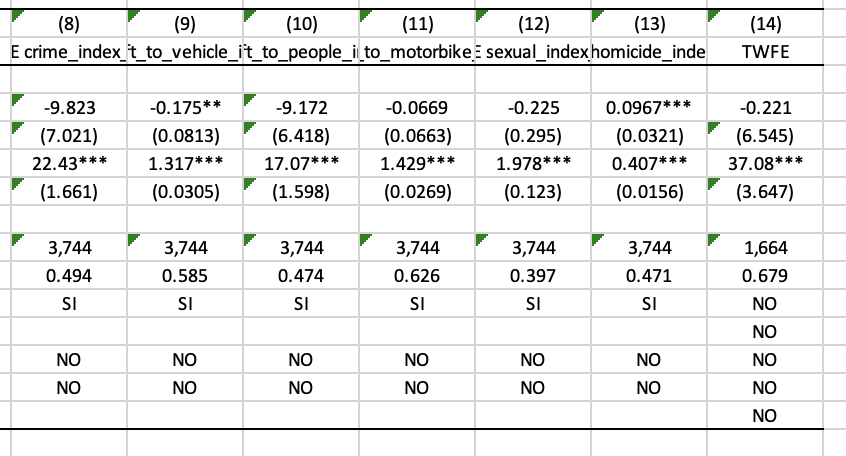 (8) (9) (10) (11) (12) (13) (14)
E crime_index_ ft_to_vehicle_i ft_to_people_i _to_motorbike_ E sexual_index homicide_inde TWFE
-9.823 -0.175** -9.172 -0.0669 -0.225 0.0967*** -0.221
(7.021) (0.0813) (6.418) (0.0663) (0.295) (0.0321) (6.545)
22.43*** 1.317*** 17.07*** 1.429*** 1.978*** 0.407*** 37.08***
(1.661) (0.0305) (1.598) (0.0269) (0.123) (0.0156) (3.647)
3,744 3,744 3,744 3,744 3,744 3,744 1,664
0.494 0.585 0.474 0.626 0.397 0.471 0.679
SI SI SI SI SI SI NO
NO
NO NO NO NO NO NO NO
NO NO NO NO NO NO NO
NO